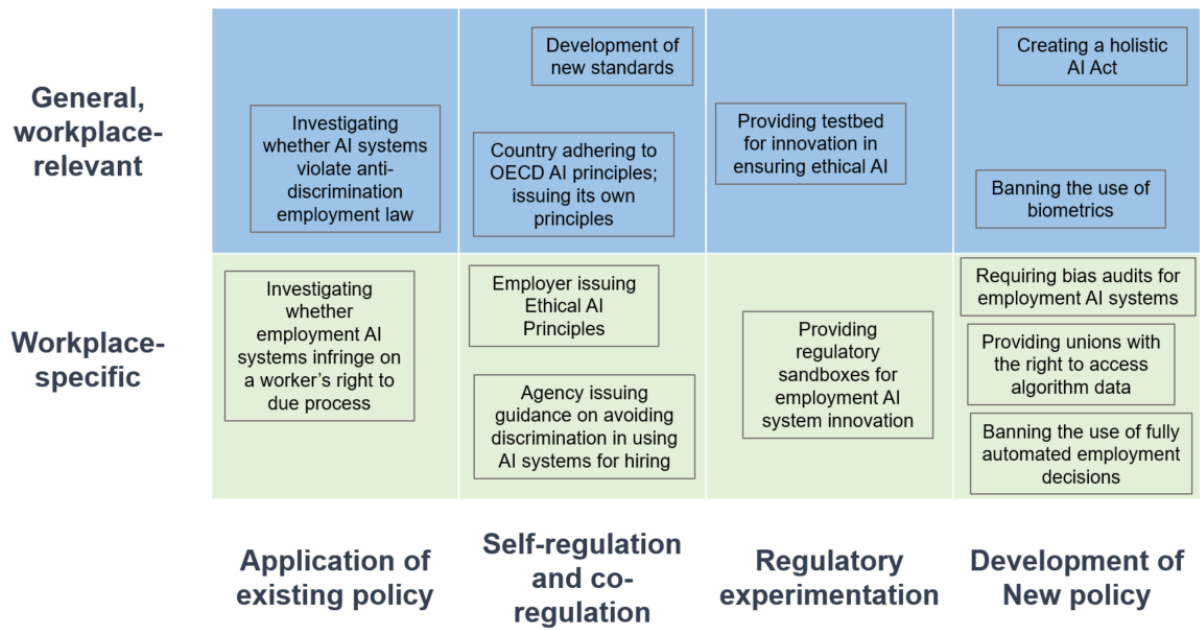 General,
workplace-
relevant
Investigating
whether AI systems
violate anti-
discrimination
employment law
Development of
new standards
Country adhering to
OECD AI principles;
issuing its own
principles
Providing testbed
for innovation in
ensuring ethical AI
Creating a holistic
AI Act
Banning the use of
biometrics
Workplace-
specific
Investigating
whether
employment AI
systems infringe on
a worker's right to
due process
Employer issuing
Ethical AI
Principles
Agency issuing
guidance on avoiding
discrimination in using
AI systems for hiring
Providing
regulatory
sandboxes for
employment AI
system innovation
Requiring bias audits for
employment AI systems
Providing unions with
the right to access
algorithm data
Banning the use of fully
automated employment
decisions
Application of
existing policy
Self-regulation
and co-
regulation
Regulatory
experimentation
Development of
New policy